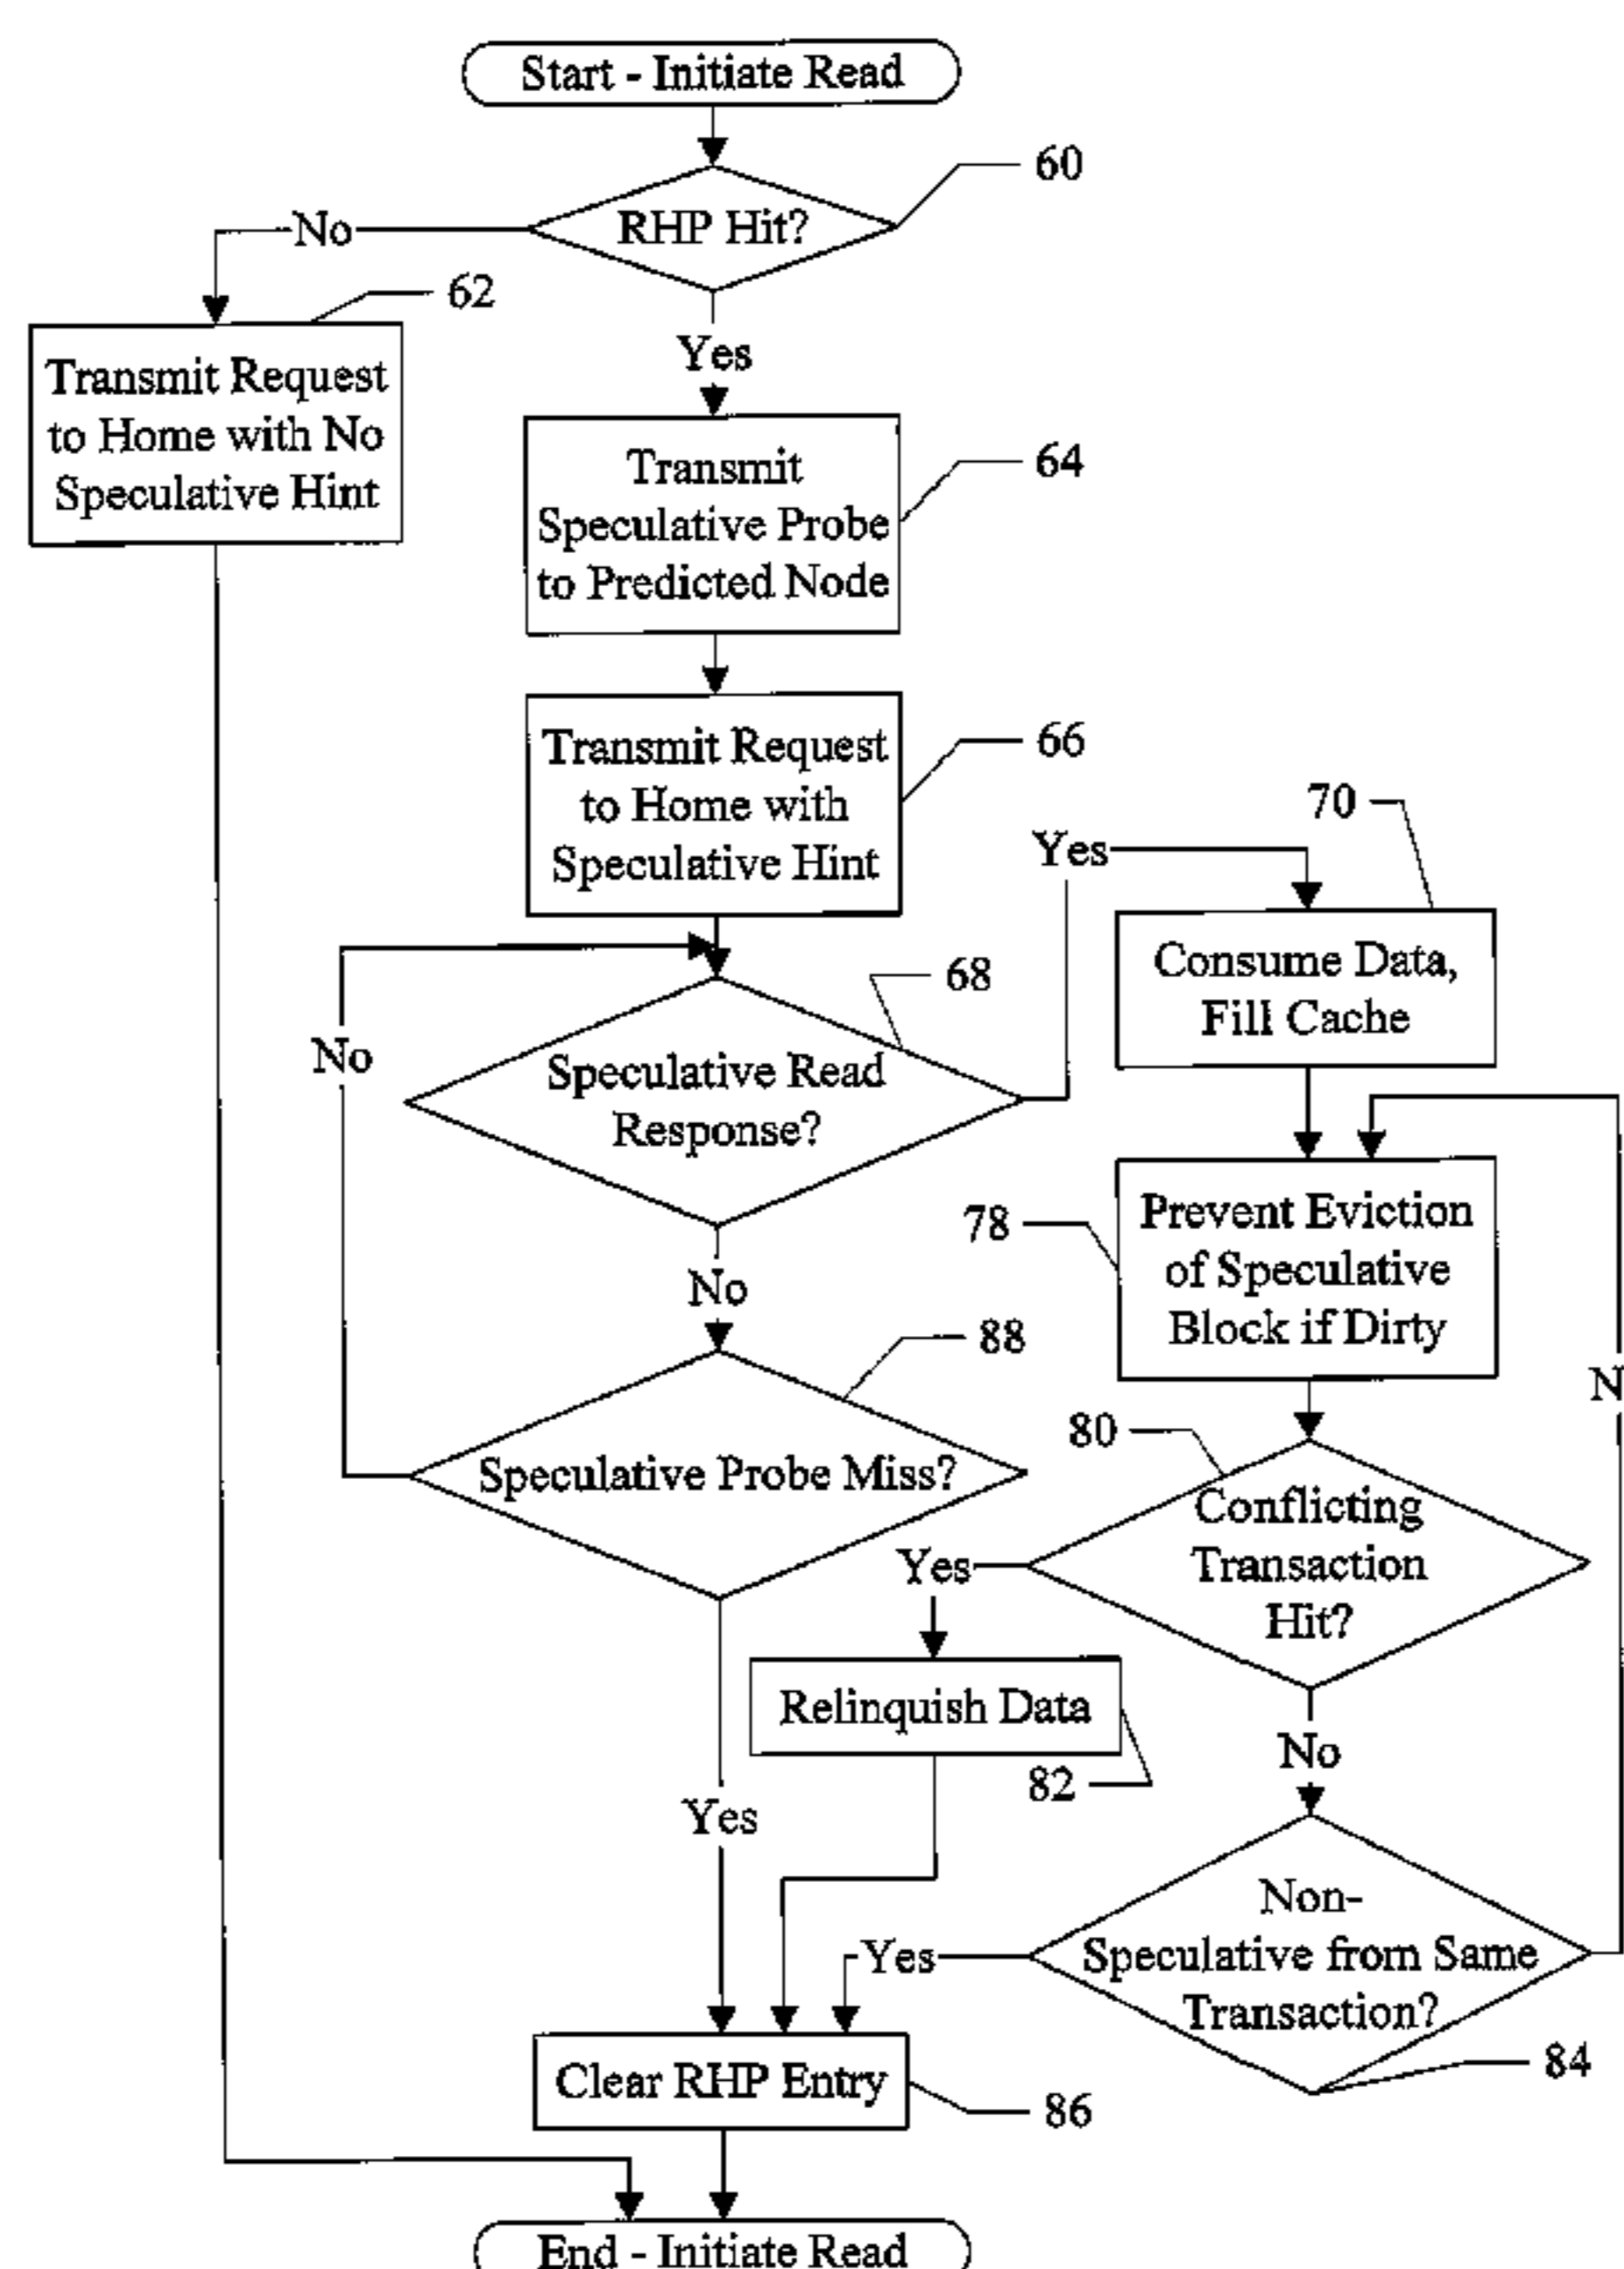 Start - Initiate Read
60
RHP Hit?
No
62
Yes
Transmit Request
to Home with No
Speculative Hint
Transmit
Speculative Probe
to Predicted Node
64
Transmit Request
to Home with
Speculative Hint
66
70
Yes
Consume Data,
Fill Cache
68
No
Speculative Read
Response?
78
Prevent Eviction
of Speculative
Block if Dirty
No
88
80
Speculative Probe Miss?
Conflicting
Transaction
Hit?
Yes
Relinquish Data
82
No
Yes
Non-
Speculative from Same
Transaction?
Yes
84
Clear RHP Entry
86
End - Initiate Read